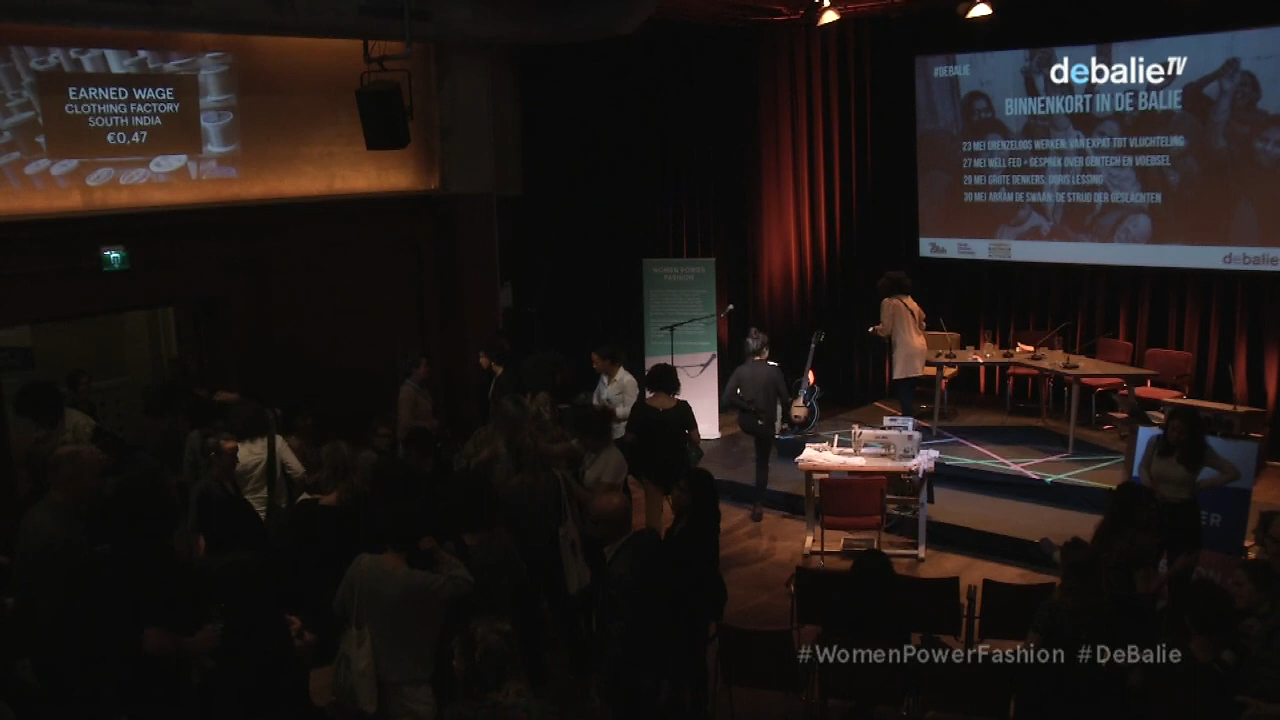 EARNED WAGE
CLOTHING FACTORY
SOUTH INDIA
€0,47
#DEBALIE
debalieTV
BINNENKORT IN DE BALIE
23 MEI GRENZELOOS WERKEN: VAN EXPAT TOT VLUCHTELING
27 MEI WELL FED + GESPREK OVER GENTECH EN VOEDSEL
29 MEI GROTE DENKERS: DORIS LESSING
30 MEI ABRAM DE SWAAN: DE STRIJD DER GESLACHTEN
debalie
WOMEN POWER
FASHION
ER
#WomenPowerFashion #DeBalie